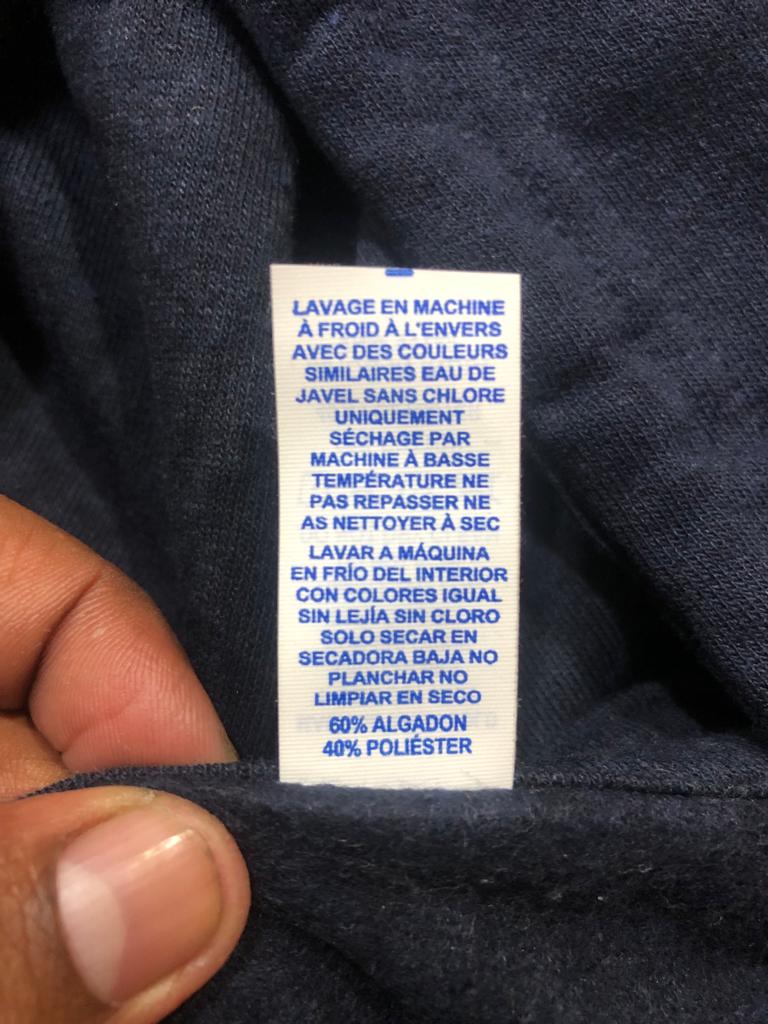 LAVAGE EN MACHINE
À FROID À L'ENVERS
AVEC DES COULEURS
SIMILAIRES EAU DE
JAVEL SANS CHLORE
UNIQUEMENT
SÉCHAGE PAR
MACHINE À BASSE
TEMPÉRATURE NE
PAS REPASSER NE
AS NETTOYER À SEC
LAVAR A MÁQUINA
EN FRÍO DEL INTERIOR
CON COLORES IGUAL
SIN LEJÍA SIN CLORO
SOLO SECAR EN
SECADORA BAJA NO
PLANCHAR NO
LIMPIAR EN SECO
60% ALGADON
40% POLIÉSTER